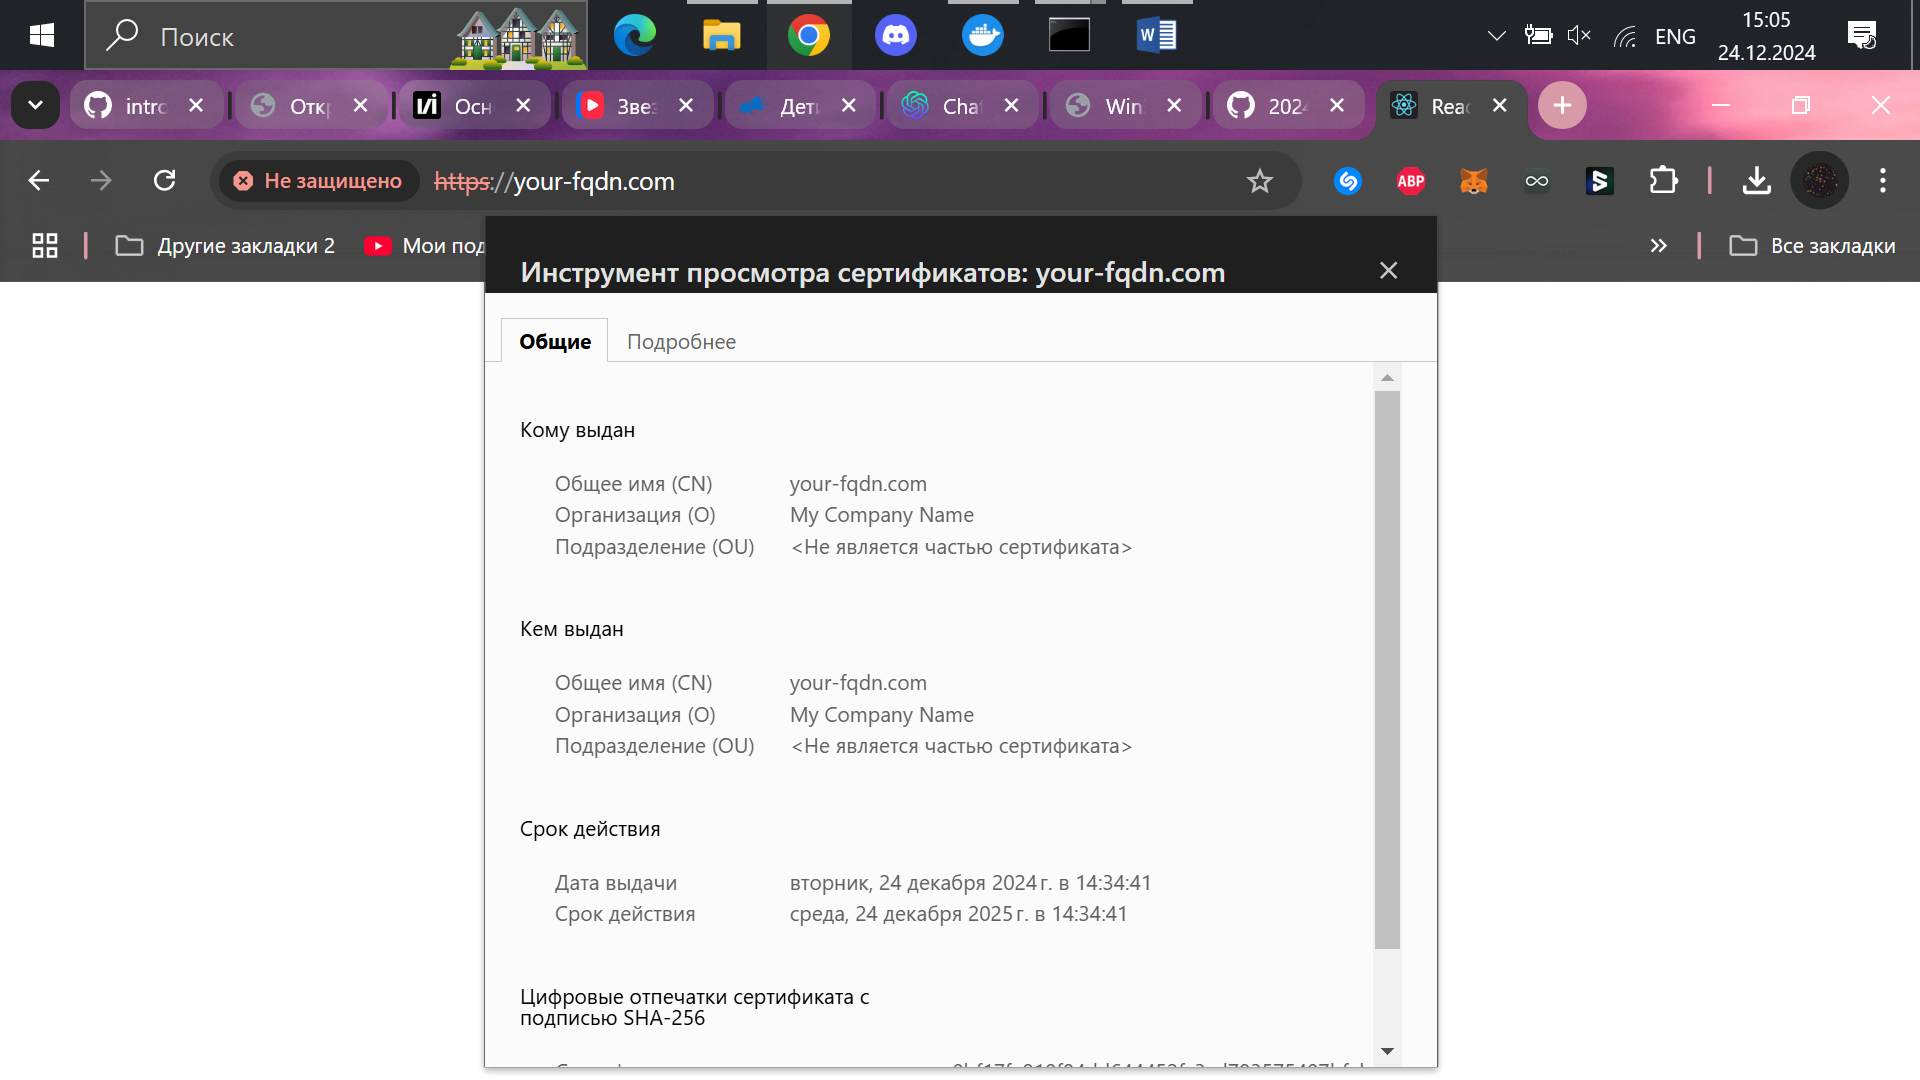 Поиск
W
ENG
15:05
24.12.2024
intro
Отк
Vi
Осн
Звез
Дет
Chat
Win
2024
Reac
Не защищено
https://your-fqdn.com
ABP
S
Другие закладки 2
Мои под
Все закладки
Инструмент просмотра сертификатов: your-fqdn.com
Общие
Подробнее
Кому выдан
Общее имя (CN) your-fqdn.com
Организация (O) My Company Name
Подразделение (OU) <Не является частью сертификата>
Кем выдан
Общее имя (CN) your-fqdn.com
Организация (O) My Company Name
Подразделение (OU) <Не является частью сертификата>
Срок действия
Дата выдачи вторник, 24 декабря 2024 г. в 14:34:41
Срок действия среда, 24 декабря 2025 г. в 14:34:41
Цифровые отпечатки сертификата с
подписью SHA-256